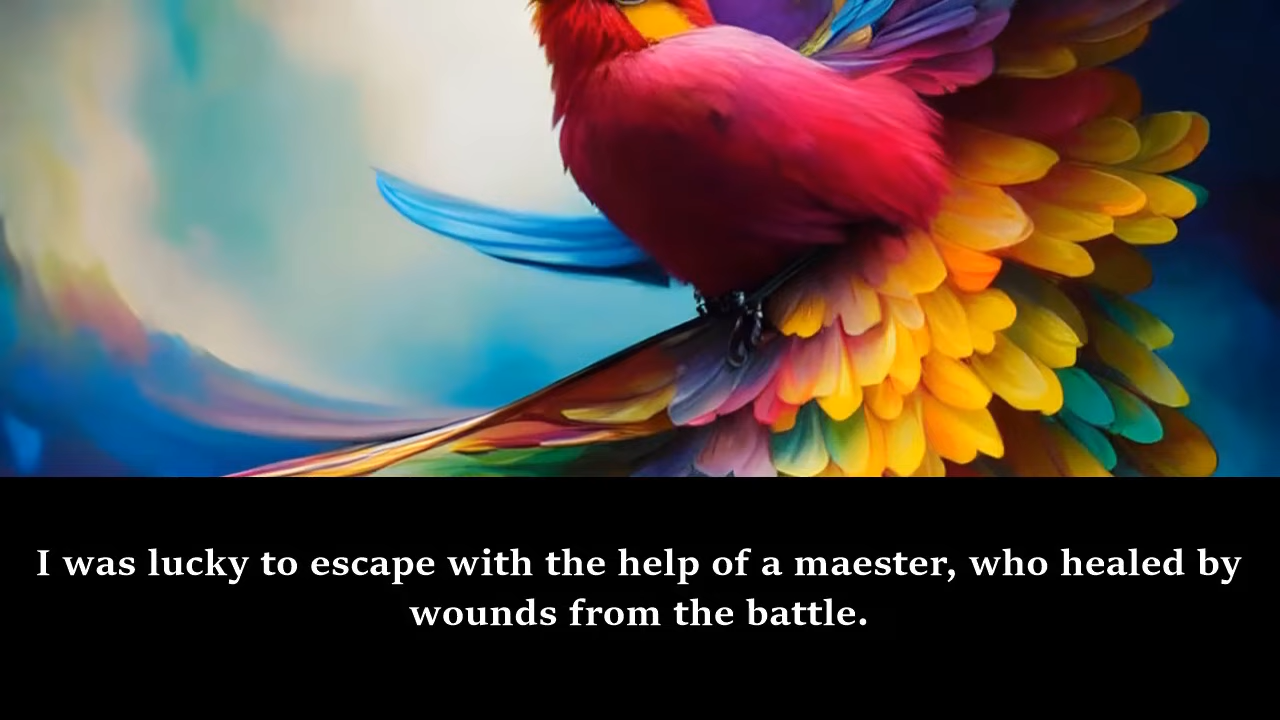 I was lucky to escape with the help of a maester, who healed by
wounds from the battle.